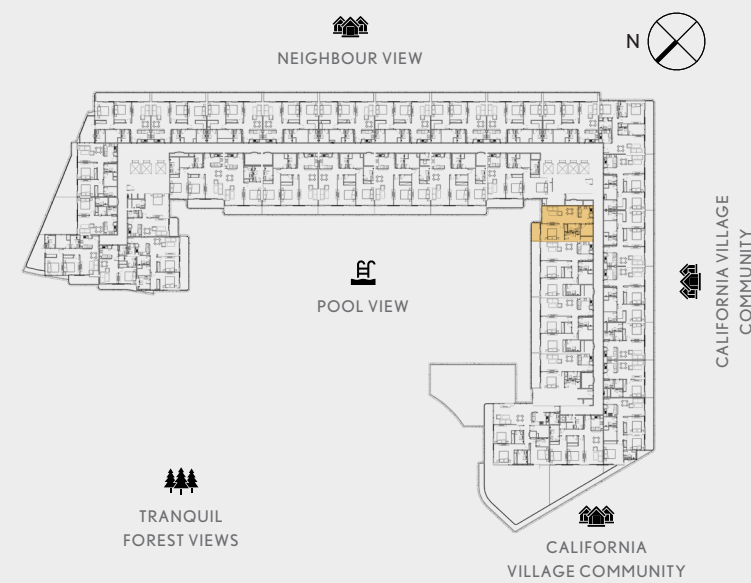 NEIGHBOUR VIEW
N
POOL VIEW
CALIFORNIA VILLAGE
COMMUNITY
TRANQUIL
FOREST VIEWS
CALIFORNIA
VILLAGE COMMUNITY